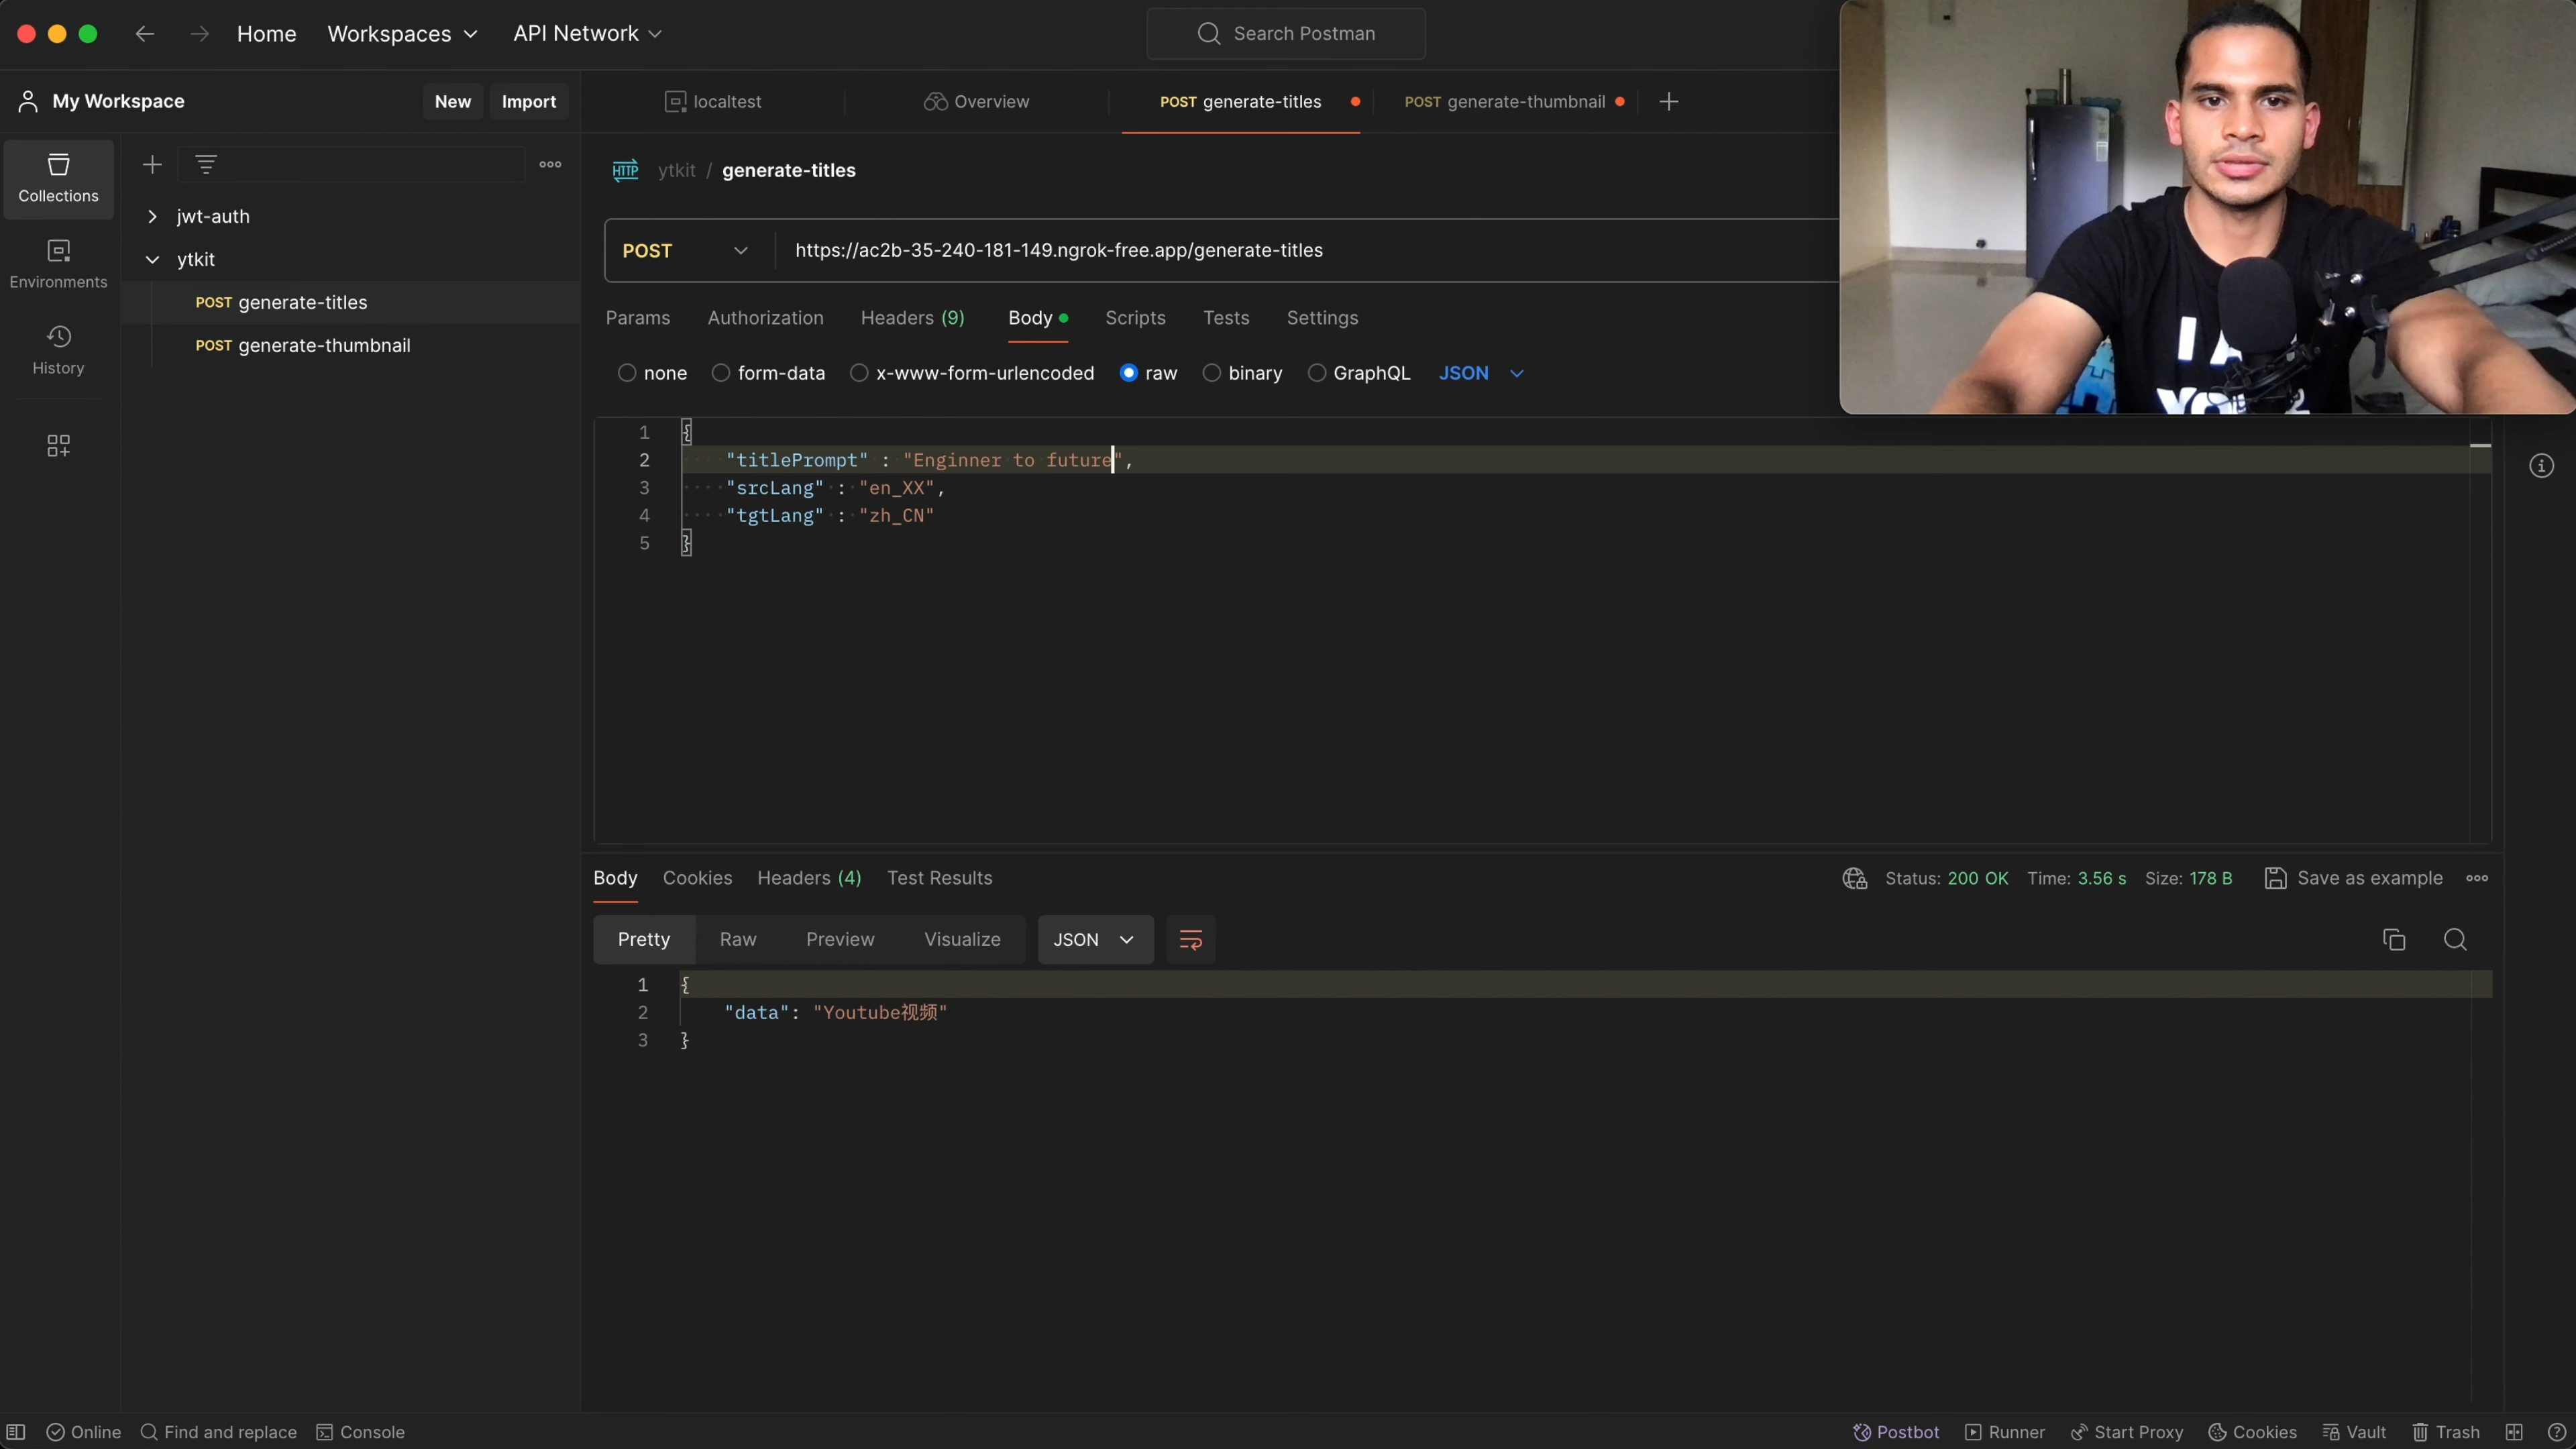 Home Workspaces API Network Search Postman
My Workspace New Import
localtest Overview POST generate-titles POST generate-thumbnail
Collections
Environments
History
jwt-auth
ytkit
POST generate-titles
POST generate-thumbnail
HTTP ytkit / generate-titles
POST https://ac2b-35-240-181-149.ngrok-free.app/generate-titles
Params Authorization Headers (9) Body Scripts Tests Settings
none form-data x-www-form-urlencoded raw binary GraphQL JSON
1 {
2 "titlePrompt" : "Enginner to future",
3 "srcLang" : "en_XX",
4 "tgtLang" : "zh_CN"
5 }
Body Cookies Headers (4) Test Results Status: 200 OK Time: 3.56 s Size: 178 B Save as example
Pretty Raw Preview Visualize JSON
1 {
2 "data": "Youtube视频"
3 }
Online Find and replace Console Postbot Runner Start Proxy Cookies Vault Trash